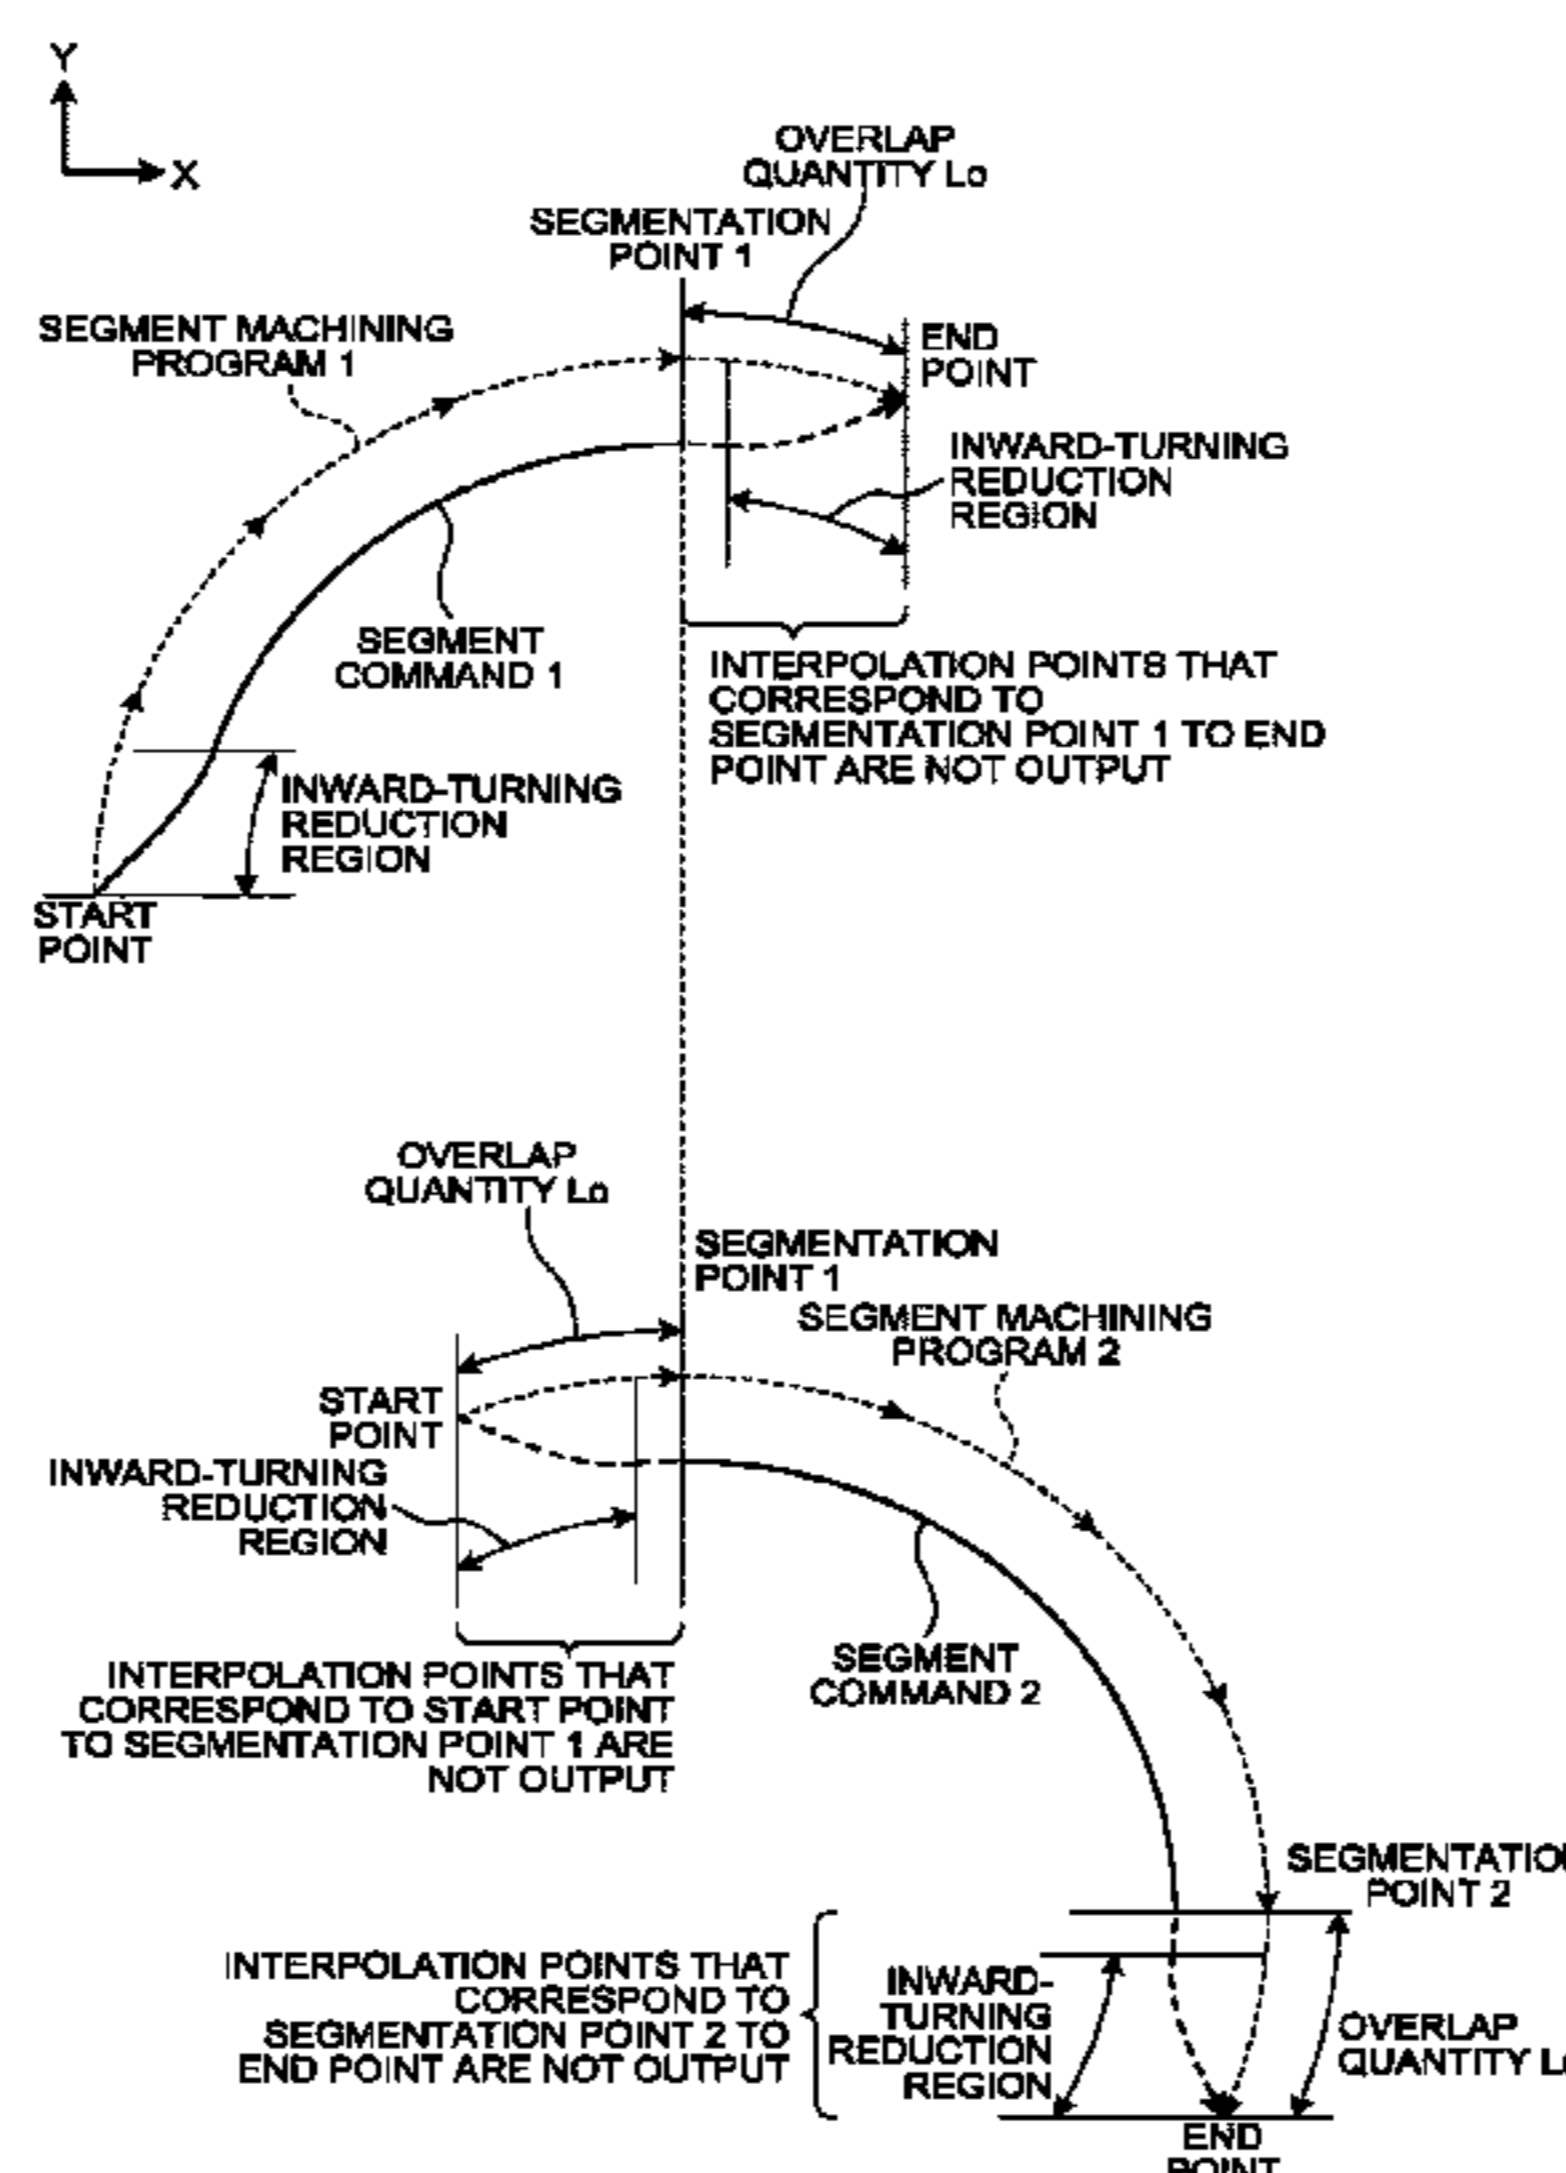 Y
X
OVERLAP
QUANTITY Lo
SEGMENTATION
POINT 1
SEGMENT MACHINING
PROGRAM 1
END
POINT
INWARD-TURNING
REDUCTION
REGION
SEGMENT
COMMAND 1
INTERPOLATION POINTS THAT
CORRESPOND TO
SEGMENTATION POINT 1 TO END
POINT ARE NOT OUTPUT
INWARD-TURNING
REDUCTION
REGION
START
POINT
OVERLAP
QUANTITY Lo
SEGMENTATION
POINT 1
SEGMENT MACHINING
PROGRAM 2
START
POINT
INWARD-TURNING
REDUCTION
REGION
SEGMENT
COMMAND 2
INTERPOLATION POINTS THAT
CORRESPOND TO START POINT
TO SEGMENTATION POINT 1 ARE
NOT OUTPUT
SEGMENTATIO
POINT 2
INTERPOLATION POINTS THAT
CORRESPOND TO
SEGMENTATION POINT 2 TO
END POINT ARE NOT OUTPUT
INWARD-
TURNING
REDUCTION
REGION
OVERLAP
QUANTITY L
END
POINT